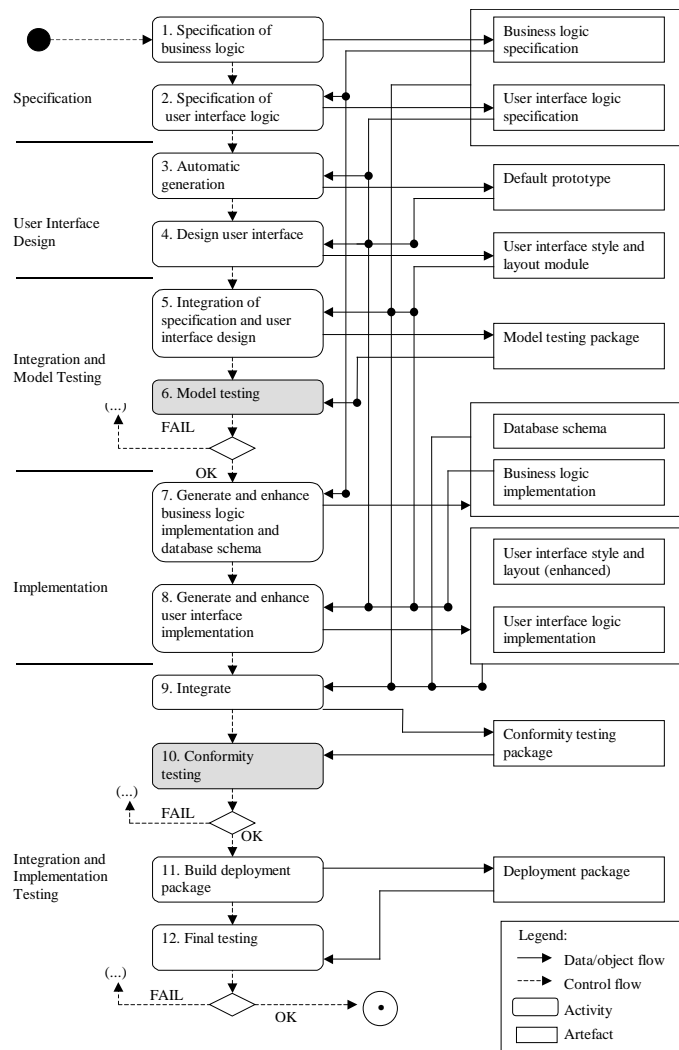 1. Specification of
business logic
Business logic
specification
Specification
2. Specification of
user interface logic
User interface logic
specification
3. Automatic
generation
Default prototype
User Interface
Design
4. Design user interface
User interface style and
layout module
5. Integration of
specification and user
interface design
Model testing package
Integration and
Model Testing
6. Model testing
(...)
FAIL
OK
Database schema
Business logic
implementation
7. Generate and enhance
business logic
implementation and
database schema
User interface style and
layout (enhanced)
Implementation
8. Generate and enhance
user interface
implementation
User interface logic
implementation
9. Integrate
Conformity testing
package
10. Conformity
testing
(...)
FAIL
OK
Integration and
Implementation
Testing
11. Build deployment
package
Deployment package
12. Final testing
(...)
FAIL
OK
Legend:
Data/object flow
Control flow
Activity
Artefact